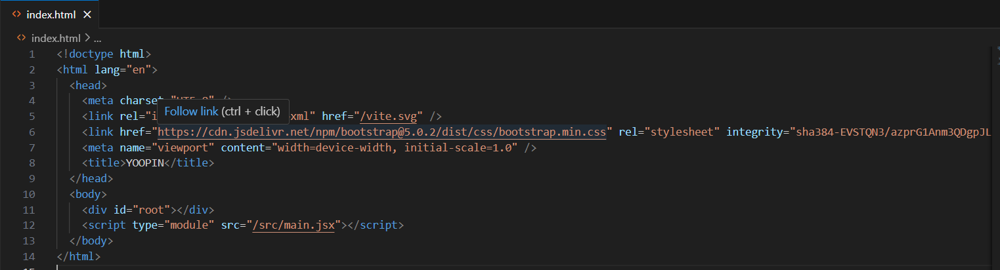 index.html
index.html > ...
1 <!doctype html>
2 <html lang="en">
3 <head>
4 <meta charset
Follow link (ctrl + click)
5 <link rel="i xml" href="/vite.svg" />
6 <link href="https://cdn.jsdelivr.net/npm/bootstrap@5.0.2/dist/css/bootstrap.min.css" rel="stylesheet" integrity="sha384-EVSTQN3/azprG1Anm3QDgpJL
7 <meta name="viewport" content="width=device-width, initial-scale=1.0" />
8 <title>YOOPIN</title>
9 </head>
10 <body>
11 <div id="root"></div>
12 <script type="module" src="/src/main.jsx"></script>
13 </body>
14 </html>